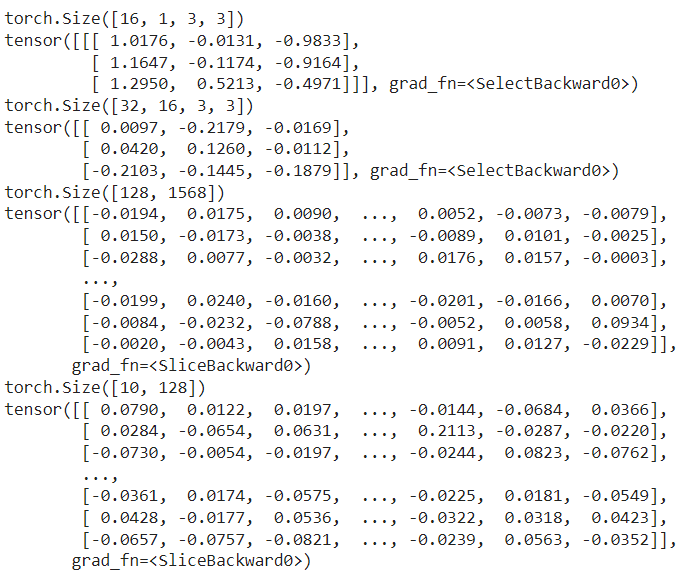 torch.Size([16, 1, 3, 3])
tensor([[[ 1.0176, -0.0131, -0.9833],
         [ 1.1647, -0.1174, -0.9164],
         [ 1.2950,  0.5213, -0.4971]]], grad_fn=<SelectBackward0>)
torch.Size([32, 16, 3, 3])
tensor([[ 0.0097, -0.2179, -0.0169],
        [ 0.0420,  0.1260, -0.0112],
        [-0.2103, -0.1445, -0.1879]], grad_fn=<SelectBackward0>)
torch.Size([128, 1568])
tensor([[-0.0194,  0.0175,  0.0090,  ...,  0.0052, -0.0073, -0.0079],
        [ 0.0150, -0.0173, -0.0038,  ..., -0.0089,  0.0101, -0.0025],
        [-0.0288,  0.0077, -0.0032,  ...,  0.0176,  0.0157, -0.0003],
        ...,
        [-0.0199,  0.0240, -0.0160,  ..., -0.0201, -0.0166,  0.0070],
        [-0.0084, -0.0232, -0.0788,  ..., -0.0052,  0.0058,  0.0934],
        [-0.0020, -0.0043,  0.0158,  ...,  0.0091,  0.0127, -0.0229]],
       grad_fn=<SliceBackward0>)
torch.Size([10, 128])
tensor([[ 0.0790,  0.0122,  0.0197,  ..., -0.0144, -0.0684,  0.0366],
        [ 0.0284, -0.0654,  0.0631,  ...,  0.2113, -0.0287, -0.0220],
        [-0.0730, -0.0054, -0.0197,  ..., -0.0244,  0.0823, -0.0762],
        ...,
        [-0.0361,  0.0174, -0.0575,  ..., -0.0225,  0.0181, -0.0549],
        [ 0.0428, -0.0177,  0.0536,  ..., -0.0322,  0.0318,  0.0423],
        [-0.0657, -0.0757, -0.0821,  ..., -0.0239,  0.0563, -0.0352]],
       grad_fn=<SliceBackward0>)